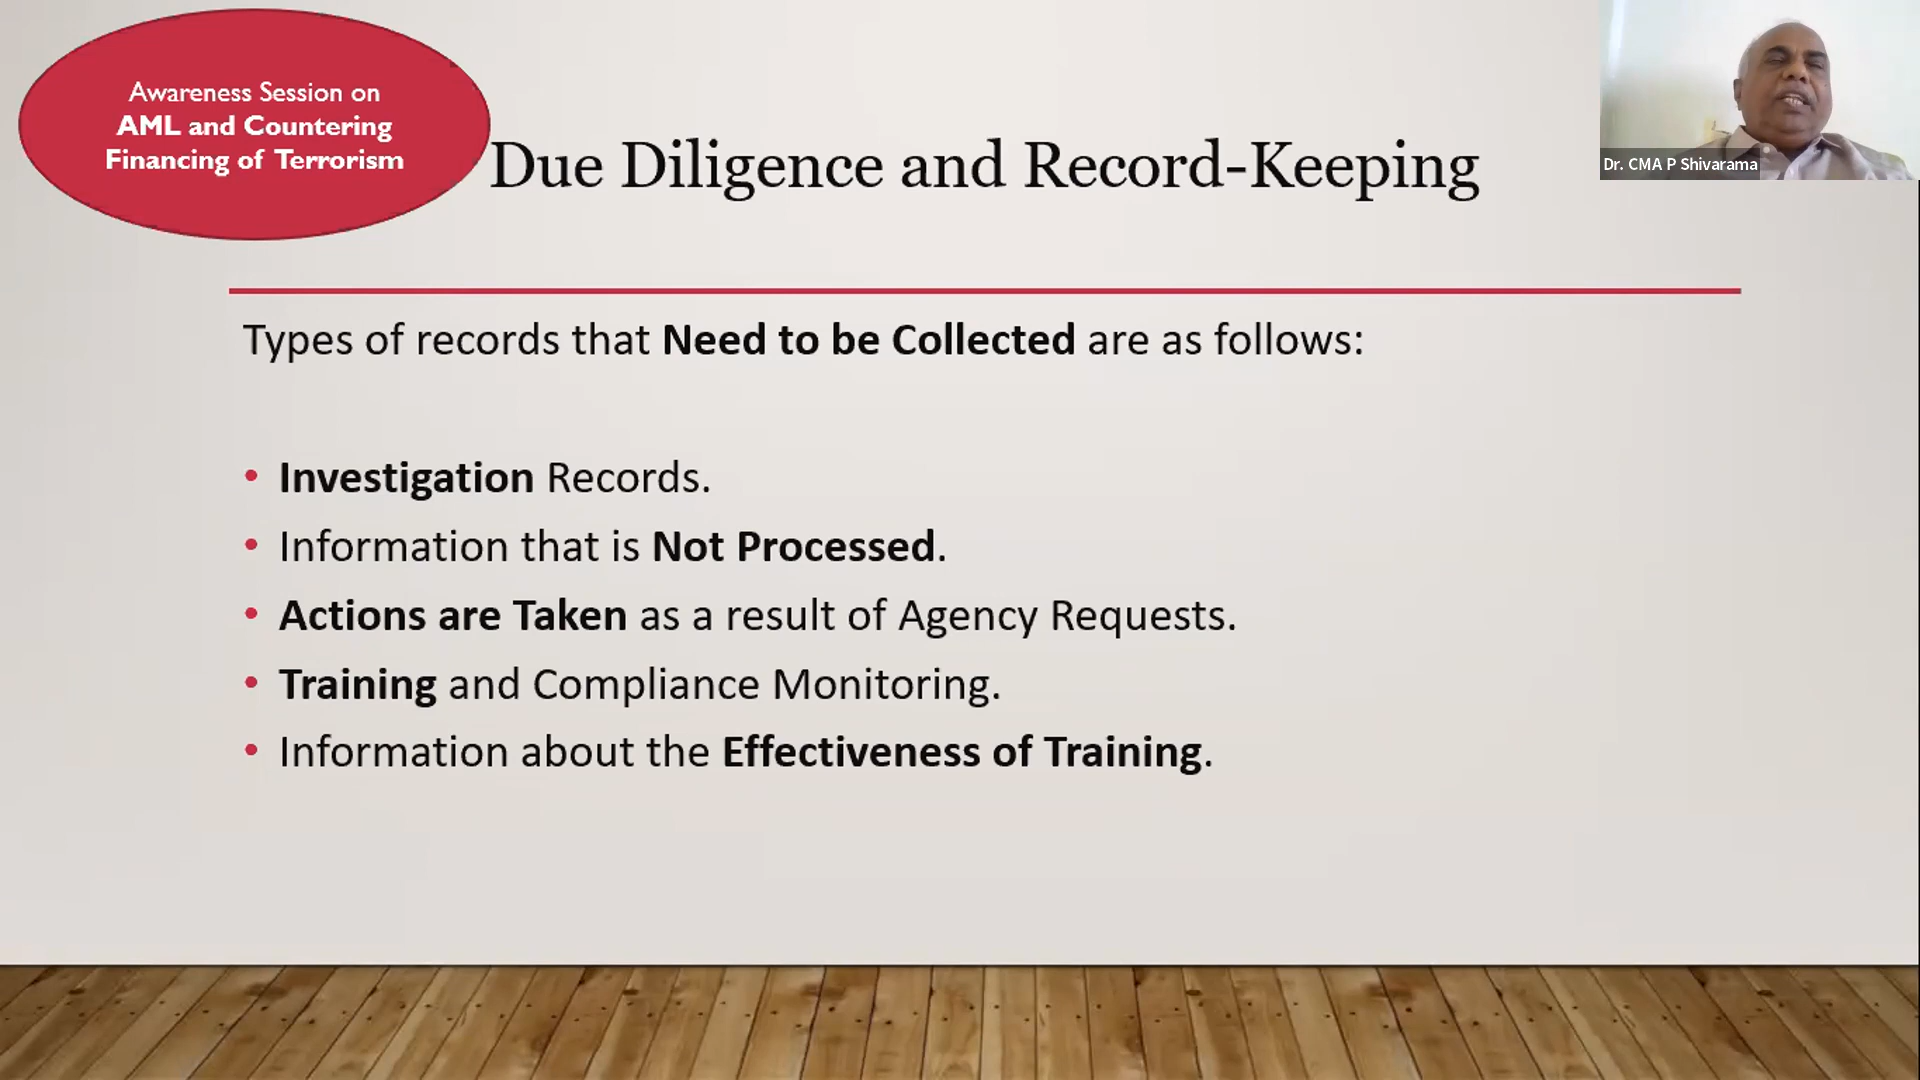 Awareness Session on
AML and Countering
Financing of Terrorism
Due Diligence and Record-Keeping
Dr. CMA P Shivarama
Types of records that Need to be Collected are as follows:
• Investigation Records.
• Information that is Not Processed.
• Actions are Taken as a result of Agency Requests.
• Training and Compliance Monitoring.
• Information about the Effectiveness of Training.